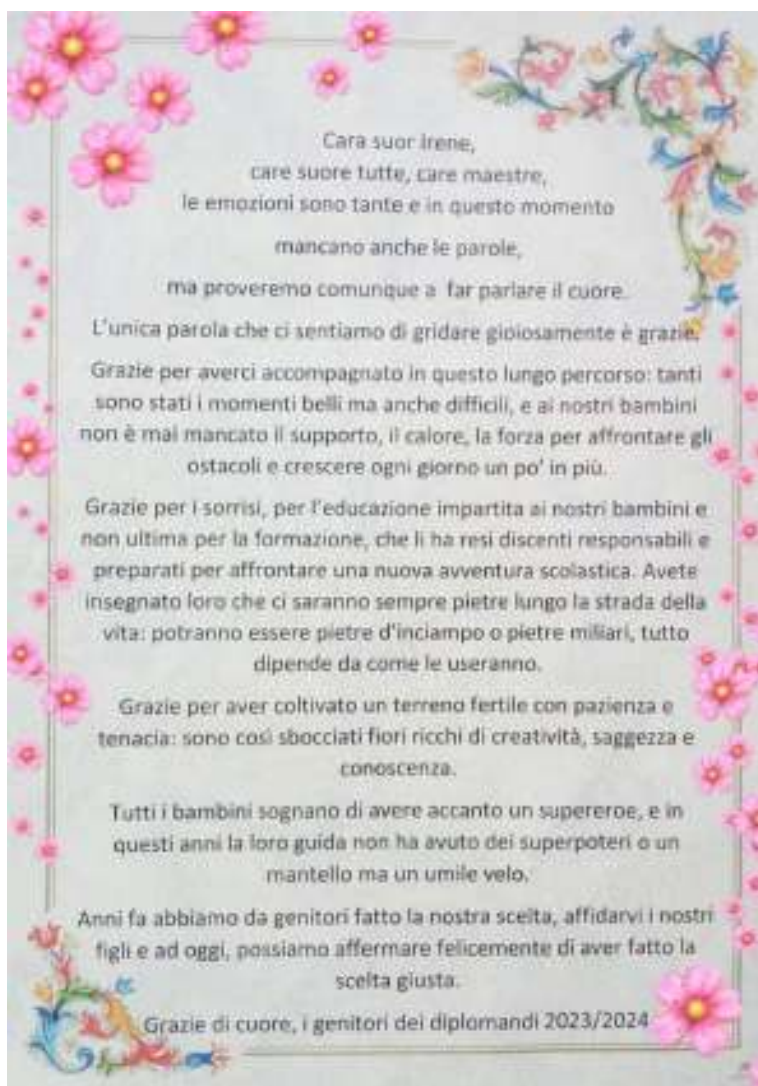 Cara suor Irene,
care suore tutte, care maestre,
le emozioni sono tante e in questo momento
mancano anche le parole,
ma proveremo comunque a far parlare il cuore.
L'unica parola che ci sentiamo di gridare gioiosamente è grazie.
Grazie per averci accompagnato in questo lungo percorso: tanti
sono stati i momenti belli ma anche difficili, e ai nostri bambini
non è mai mancato il supporto, il calore, la forza per affrontare gli
ostacoli e crescere ogni giorno un po' in più.
Grazie per i sorrisi, per l'educazione impartita ai nostri bambini e
non ultima per la formazione, che li ha resi discenti responsabili e
preparati per affrontare una nuova avventura scolastica. Avete
insegnato loro che ci saranno sempre pietre lungo la strada della
vita: potranno essere pietre d'inciampo o pietre miliari, tutto
dipende da come le useranno.
Grazie per aver coltivato un terreno fertile con pazienza e
tenacia: sono così sbocciati fiori ricchi di creatività, saggezza e
conoscenza.
Tutti i bambini sognano di avere accanto un supereroe, e in
questi anni la loro guida non ha avuto dei superpoteri o un
mantello ma un umile velo.
Anni fa abbiamo da genitori fatto la nostra scelta, affidarvi i nostri
figli e ad oggi, possiamo affermare felicemente di aver fatto la
scelta giusta.
Grazie di cuore, i genitori dei diplomandi 2023/2024